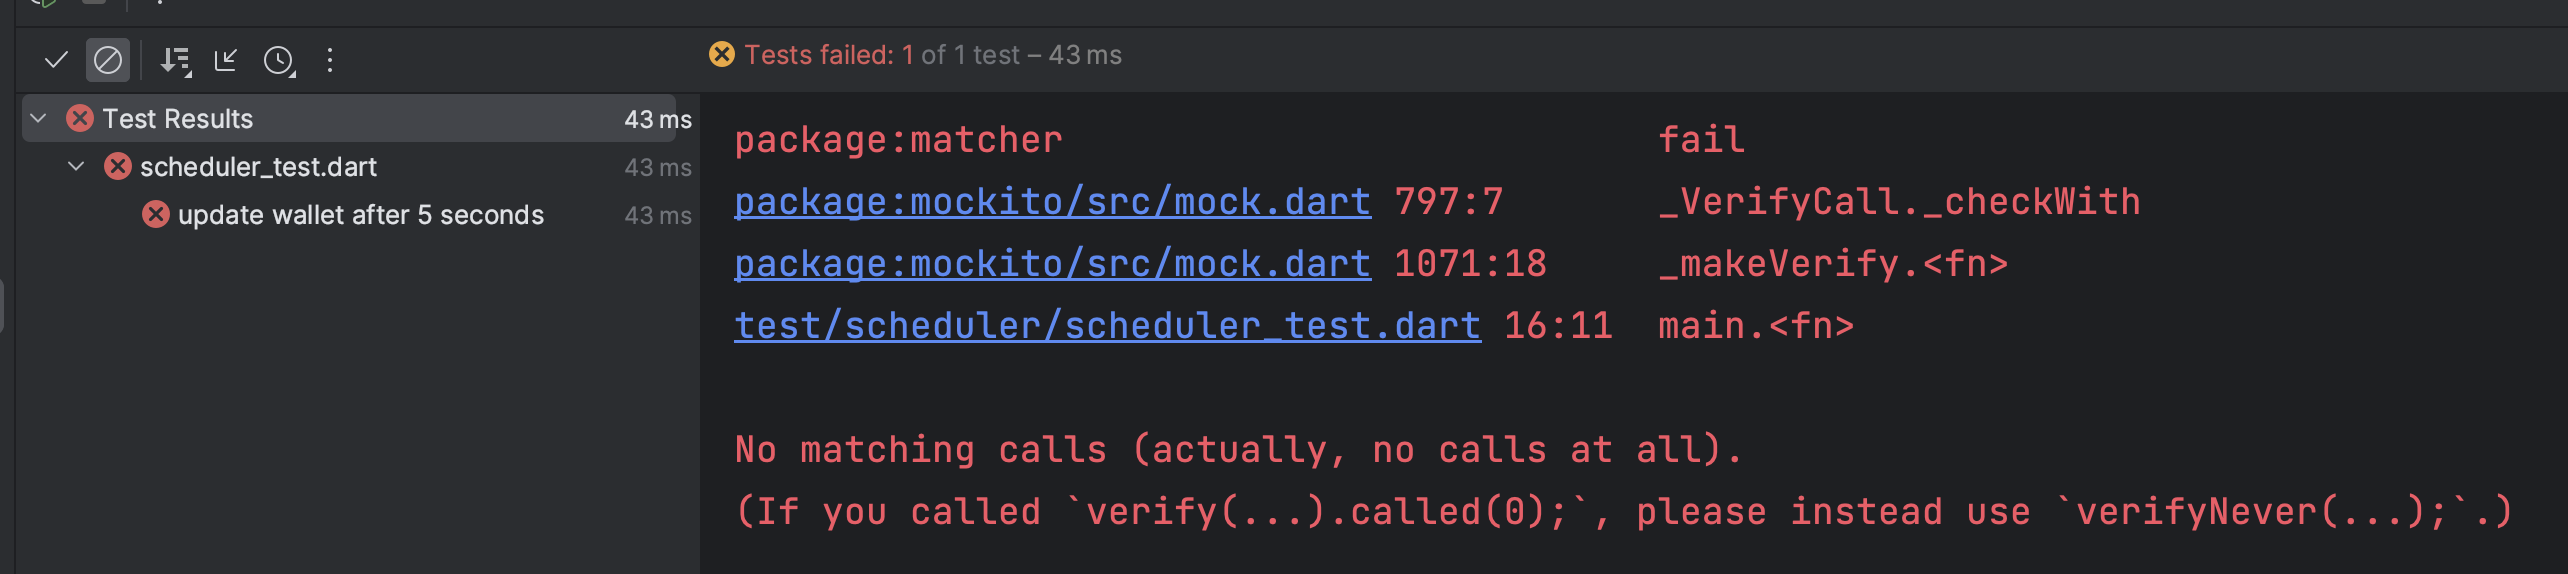 Tests failed: 1 of 1 test – 43 ms
Test Results 43 ms
scheduler_test.dart 43 ms
update wallet after 5 seconds 43 ms
package:matcher fail
package:mockito/src/mock.dart 797:7 _VerifyCall._checkWith
package:mockito/src/mock.dart 1071:18 _makeVerify.<fn>
test/scheduler/scheduler_test.dart 16:11 main.<fn>
No matching calls (actually, no calls at all).
(If you called `verify(...).called(0);`, please instead use `verifyNever(...);`.)